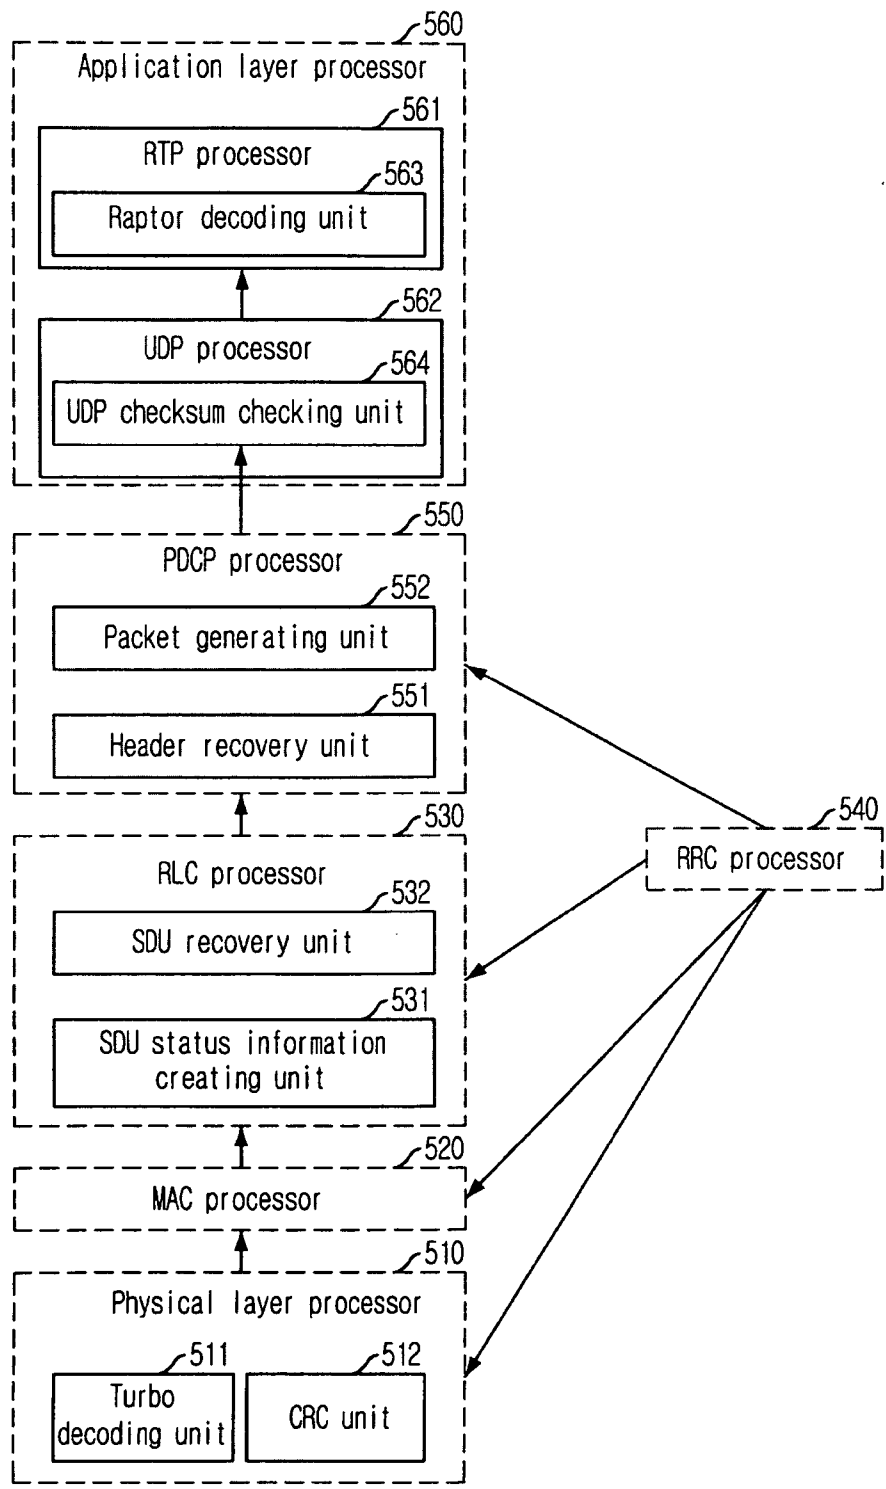 560
Application layer processor
561
RTP processor
563
Raptor decoding unit
562
UDP processor
564
UDP checksum checking unit
550
PDCP processor
552
Packet generating unit
551
Header recovery unit
540
RRC processor
530
RLC processor
532
SDU recovery unit
531
SDU status information
creating unit
520
MAC processor
510
Physical layer processor
511
Turbo
decoding unit
512
CRC unit